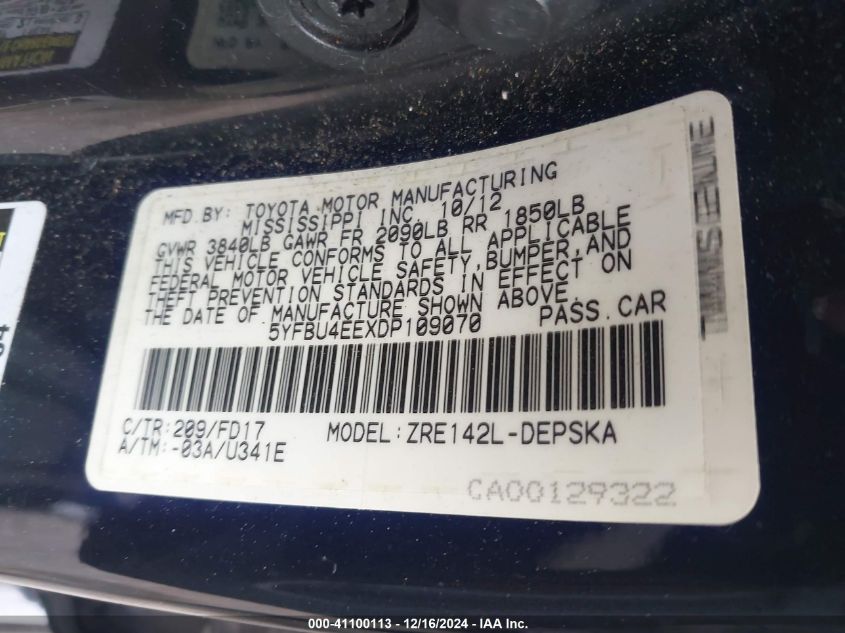 MFD BY: TOYOTA MOTOR MANUFACTURING
MISSISSIPPI INC. 10/12
GVWR 3840LB GAWR FR 2090LB RR 1850LB
THIS VEHICLE CONFORMS TO ALL APPLICABLE
FEDERAL MOTOR VEHICLE SAFETY,BUMPER,AND
THEFT PREVENTION STANDARDS IN EFFECT ON
THE DATE OF MANUFACTURE SHOWN ABOVE.
5YFBU4EEXDP109070 PASS.CAR
C/TR:209/FD17 MODEL:ZRE142L-DEPSKA
A/TM:-03A/U341E
CA00129322
000-41100113 - 12/16/2024 - IAA Inc.